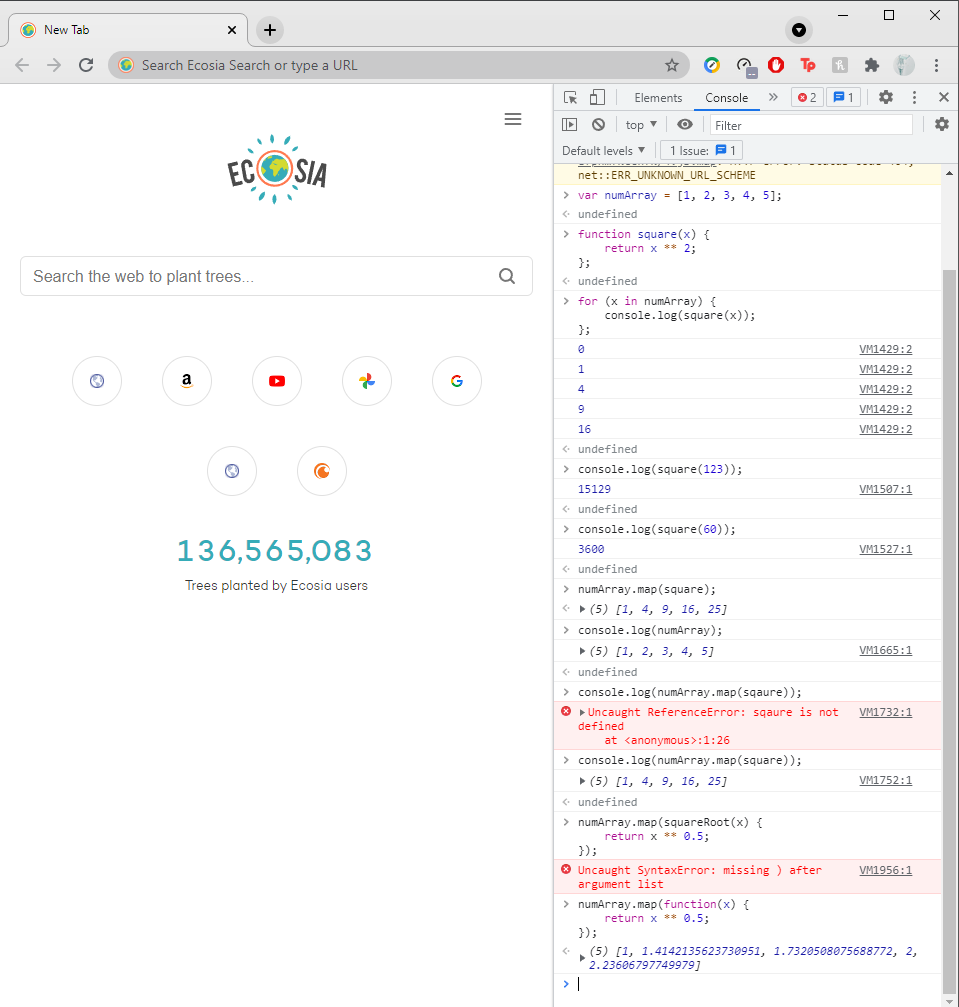 New Tab
Search Ecosia Search or type a URL
Elements Console 2 1
top Filter
Default levels 1 Issue: 1
net::ERR_UNKNOWN_URL_SCHEME
var numArray = [1, 2, 3, 4, 5];
undefined
function square(x) {
return x ** 2;
};
undefined
for (x in numArray) {
console.log(square(x));
};
0 VM1429:2
1 VM1429:2
4 VM1429:2
9 VM1429:2
16 VM1429:2
undefined
console.log(square(123));
15129 VM1507:1
undefined
console.log(square(60));
3600 VM1527:1
undefined
numArray.map(square);
(5) [1, 4, 9, 16, 25]
console.log(numArray);
(5) [1, 2, 3, 4, 5] VM1665:1
undefined
console.log(numArray.map(sqaure));
Uncaught ReferenceError: sqaure is not VM1732:1
defined
at <anonymous>:1:26
console.log(numArray.map(square));
(5) [1, 4, 9, 16, 25] VM1752:1
undefined
numArray.map(squareRoot(x) {
return x ** 0.5;
});
Uncaught SyntaxError: missing ) after VM1956:1
argument list
numArray.map(function(x) {
return x ** 0.5;
});
(5) [1, 1.4142135623730951, 1.7320508075688772, 2,
2.23606797749979]
ECOSIA
Search the web to plant trees...
136,565,083
Trees planted by Ecosia users